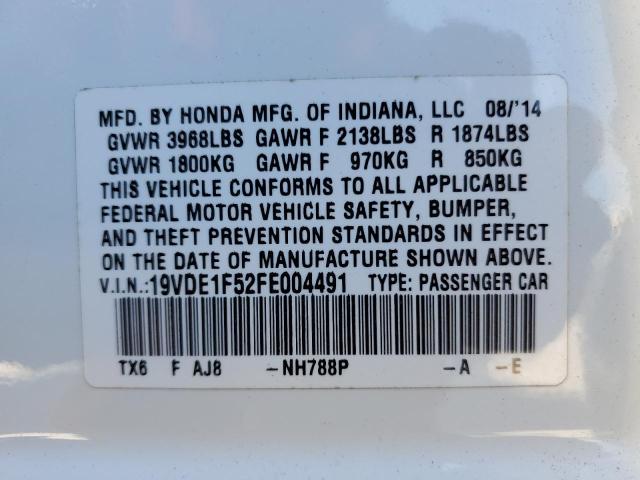 MFD. BY HONDA MFG. OF INDIANA, LLC 08/'14
GVWR 3968LBS GAWR F 2138LBS R 1874LBS
GVWR 1800KG GAWR F 970KG R 850KG
THIS VEHICLE CONFORMS TO ALL APPLICABLE
FEDERAL MOTOR VEHICLE SAFETY, BUMPER,
AND THEFT PREVENTION STANDARDS IN EFFECT
ON THE DATE OF MANUFACTURE SHOWN ABOVE.
V.I.N.:19VDE1F52FE004491 TYPE: PASSENGER CAR
TX6 F AJ8 -NH788P -A -E